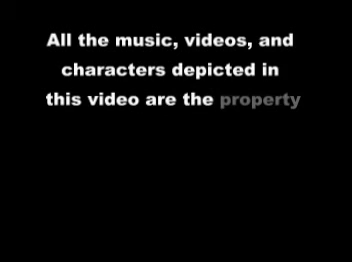 All the music, videos, and
characters depicted in
this video are the property